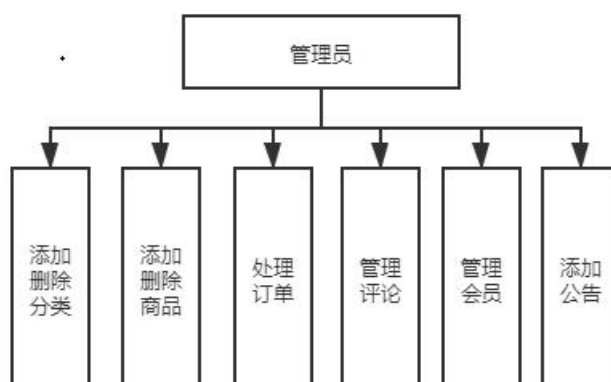 管理员
添加
删除
分类
添加
删除
商品
处理
订单
管理
评论
管理
会员
添加
公告